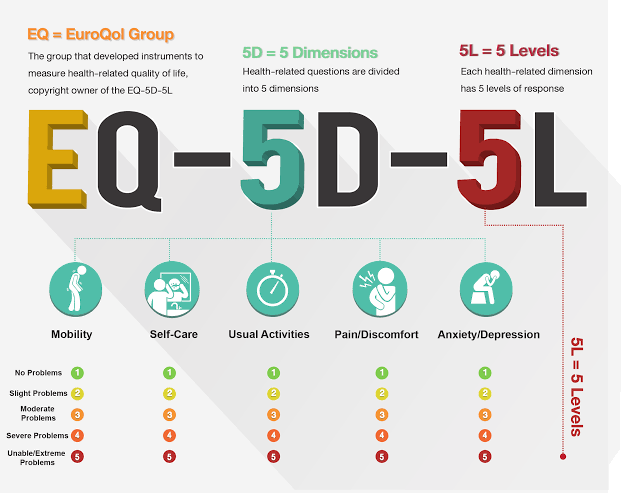 EQ = EuroQol Group
The group that developed instruments to
measure health-related quality of life,
copyright owner of the EQ-5D-5L
5D = 5 Dimensions
Health-related questions are divided
into 5 dimensions
5L = 5 Levels
Each health-related dimension
has 5 levels of response
EQ-5D-5L
Mobility
Self-Care
Usual Activities
Pain/Discomfort
Anxiety/Depression
No Problems 1 1 1 1 1
Slight Problems 2 2 2 2 2
Moderate
Problems 3 3 3 3 3
Severe Problems 4 4 4 4 4
Unable/Extreme
Problems 5 5 5 5 5
5L = 5 Levels